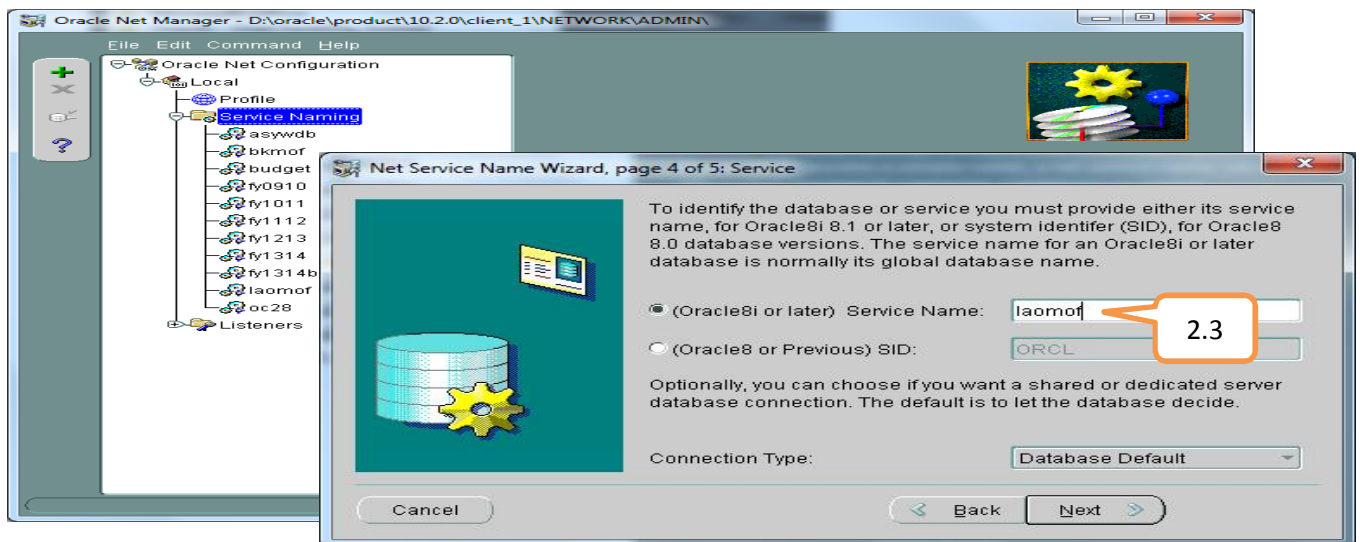 Oracle Net Manager - D:\oracle\product\10.2.0\client_1\NETWORK\ADMIN\
File Edit Command Help
Oracle Net Configuration
Local
Profile
Service Naming
asywdb
bkmof
budget
fy0910
fy1011
fy1112
fy1213
fy1314
fy1314b
laomof
oc28
Listeners
Net Service Name Wizard, page 4 of 5: Service
To identify the database or service you must provide either its service
name, for Oracle8i 8.1 or later, or system identifer (SID), for Oracle8
8.0 database versions. The service name for an Oracle8i or later
database is normally its global database name.
(Oracle8i or later) Service Name: laomof
2.3
(Oracle8 or Previous) SID: ORCL
Optionally, you can choose if you want a shared or dedicated server
database connection. The default is to let the database decide.
Connection Type: Database Default
Cancel Back Next